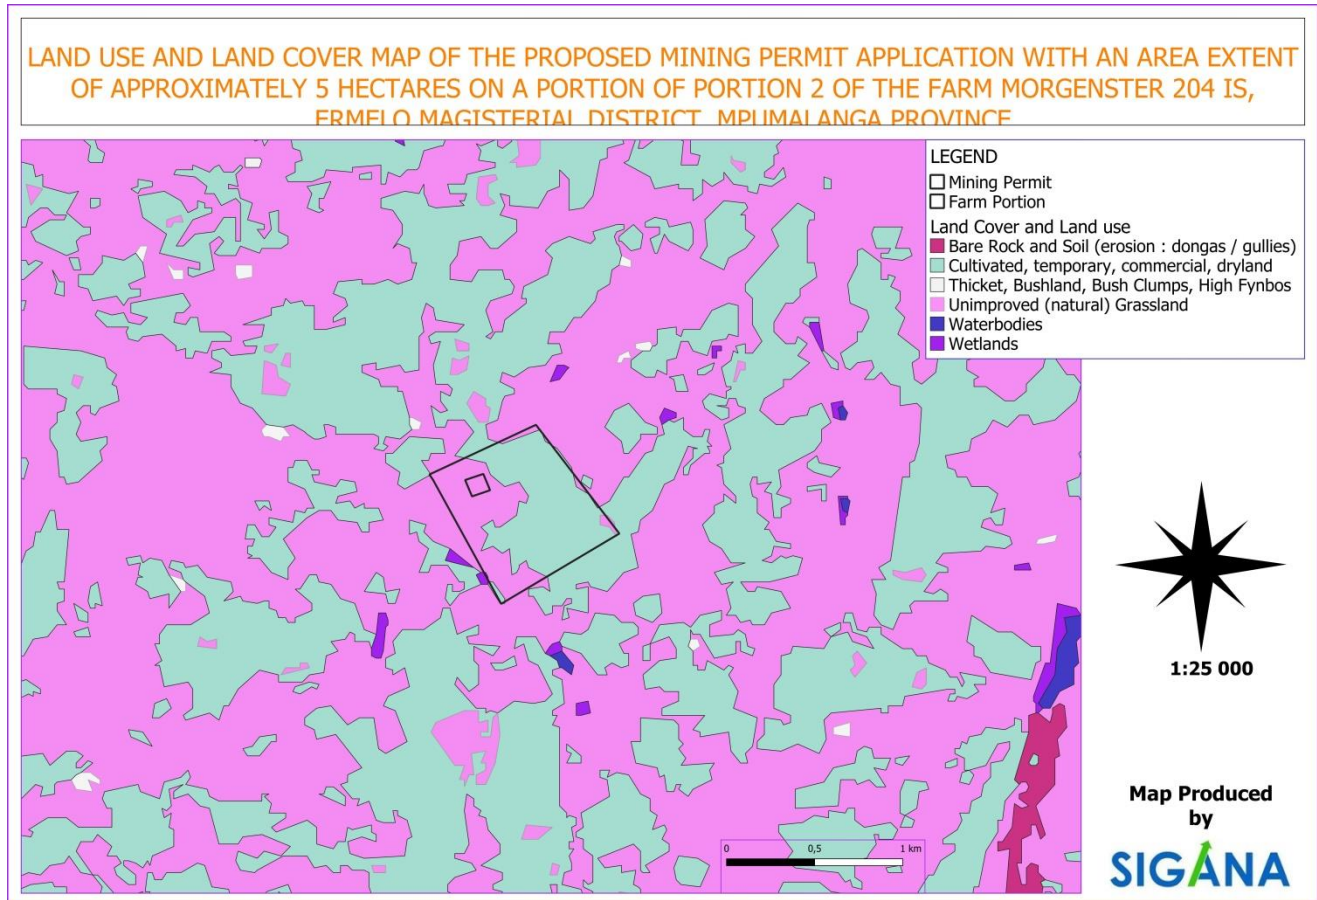 LAND USE AND LAND COVER MAP OF THE PROPOSED MINING PERMIT APPLICATION WITH AN AREA EXTENT
OF APPROXIMATELY 5 HECTARES ON A PORTION OF PORTION 2 OF THE FARM MORGENSTER 204 IS,
ERMELO MAGISTERIAL DISTRICT, MPUMALANGA PROVINCE
LEGEND
Mining Permit
Farm Portion
Land Cover and Land use
Bare Rock and Soil (erosion : dongas / gullies)
Cultivated, temporary, commercial, dryland
Thicket, Bushland, Bush Clumps, High Fynbos
Unimproved (natural) Grassland
Waterbodies
Wetlands
1:25 000
Map Produced
by
SIGANA
0 0,5 1 km